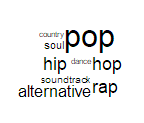 country
soul pop
hip dance hop
soundtrack
alternative rap